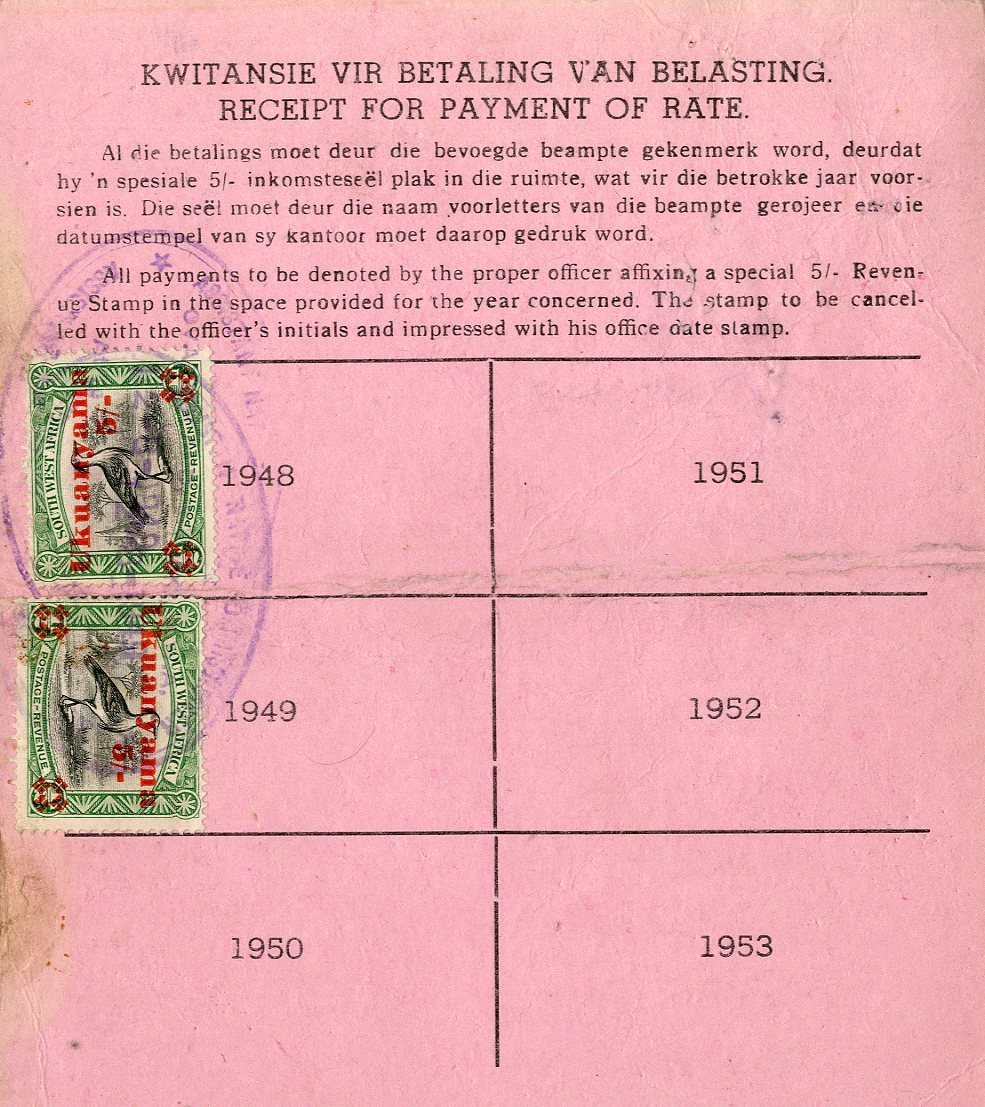 KWITANSIE VIR BETALING VAN BELASTING.
RECEIPT FOR PAYMENT OF RATE.
Al die betalings moet deur die bevoegde beampte gekenmerk word, deurdat
hy 'n spesiale 5/- inkomsteseël plak in die ruimte, wat vir die betrokke jaar voor-
sien is. Die seël moet deur die naam voorletters van die beampte gerojeer en die
datumstempel van sy kantoor moet daarop gedruk word.
All payments to be denoted by the proper officer affixing a special 5/- Reven-
ue Stamp in the space provided for the year concerned. The stamp to be cancel-
led with the officer's initials and impressed with his office date stamp.
SOUTH WEST AFRICA
Ukuanyama
5/-
POSTAGE-REVENUE
1948
1951
SOUTH WEST AFRICA
Ukuanyama
5/-
POSTAGE-REVENUE
1949
1952
1950
1953